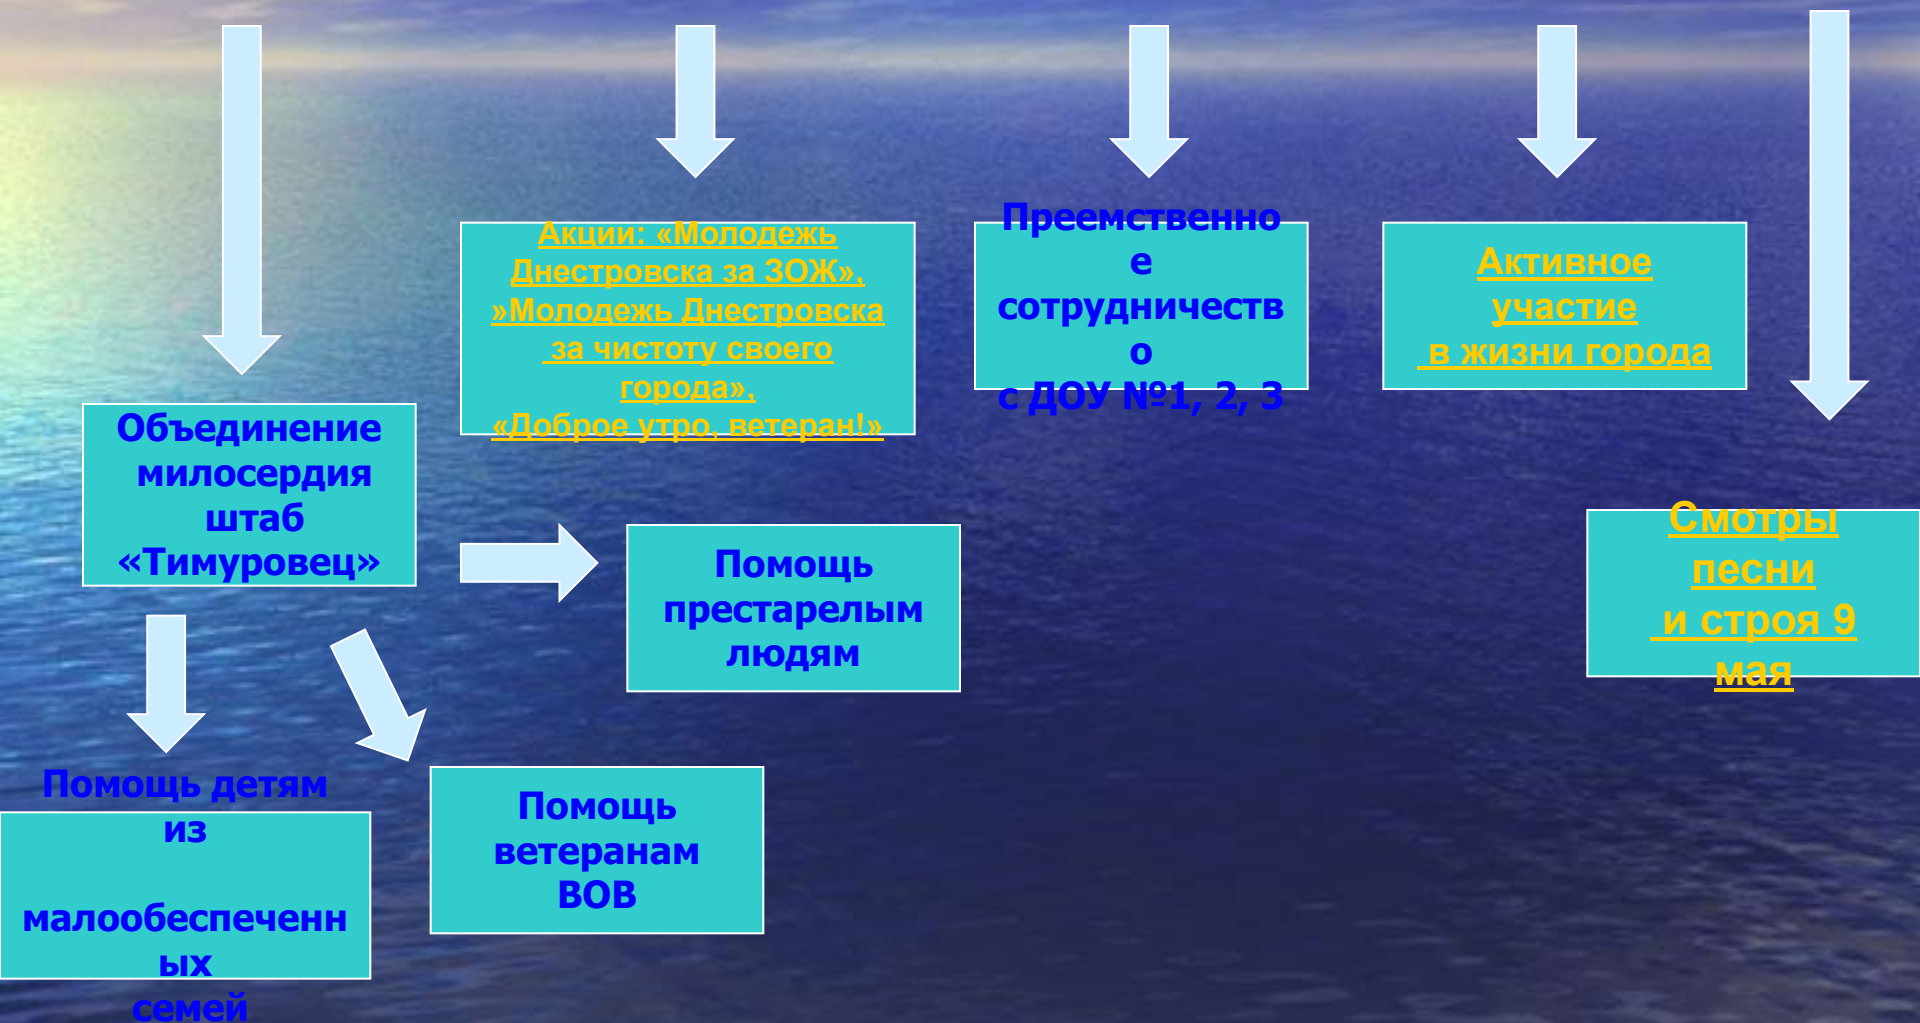 Акции: «Молодежь
Днестровска за ЗОЖ»,
»Молодежь Днестровска
за чистоту своего
города»,
«Доброе утро, ветеран!»
Преемственно
е
сотрудничеств
о
с ДОУ №1, 2, 3
Активное
участие
в жизни города
Объединение
милосердия
штаб
«Тимуровец»
Смотры
песни
и строя 9
мая
Помощь
престарелым
людям
Помощь детям
из
малообеспеченн
ых
семей
Помощь
ветеранам
ВОВ